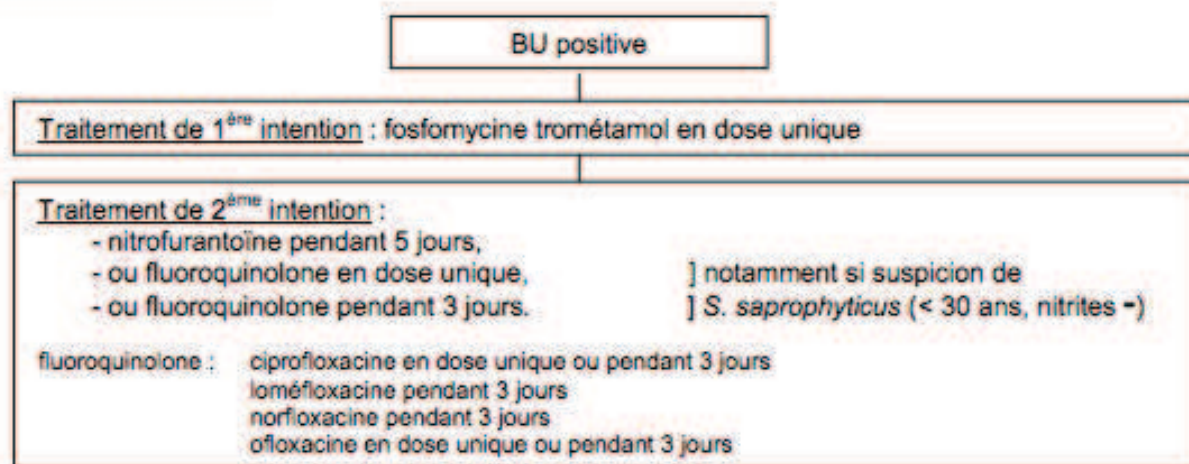 BU positive
Traitement de 1ère intention : fosfomycine trométamol en dose unique
Traitement de 2ème intention :
- nitrofurantoïne pendant 5 jours,
- ou fluoroquinolone en dose unique, ] notamment si suspicion de
- ou fluoroquinolone pendant 3 jours. ] S. saprophyticus (< 30 ans, nitrites -)
fluoroquinolone : ciprofloxacine en dose unique ou pendant 3 jours
loméfloxacine pendant 3 jours
norfloxacine pendant 3 jours
ofloxacine en dose unique ou pendant 3 jours